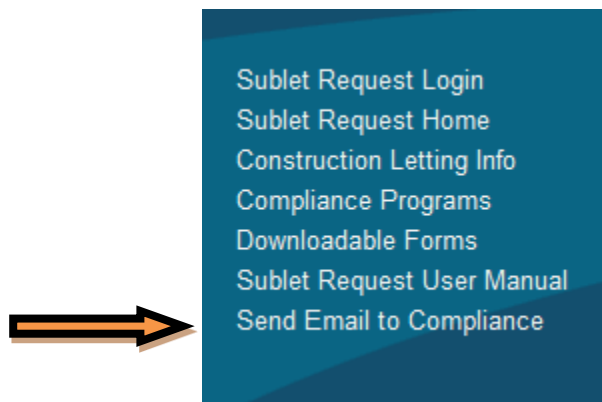 Sublet Request Login
Sublet Request Home
Construction Letting Info
Compliance Programs
Downloadable Forms
Sublet Request User Manual
Send Email to Compliance